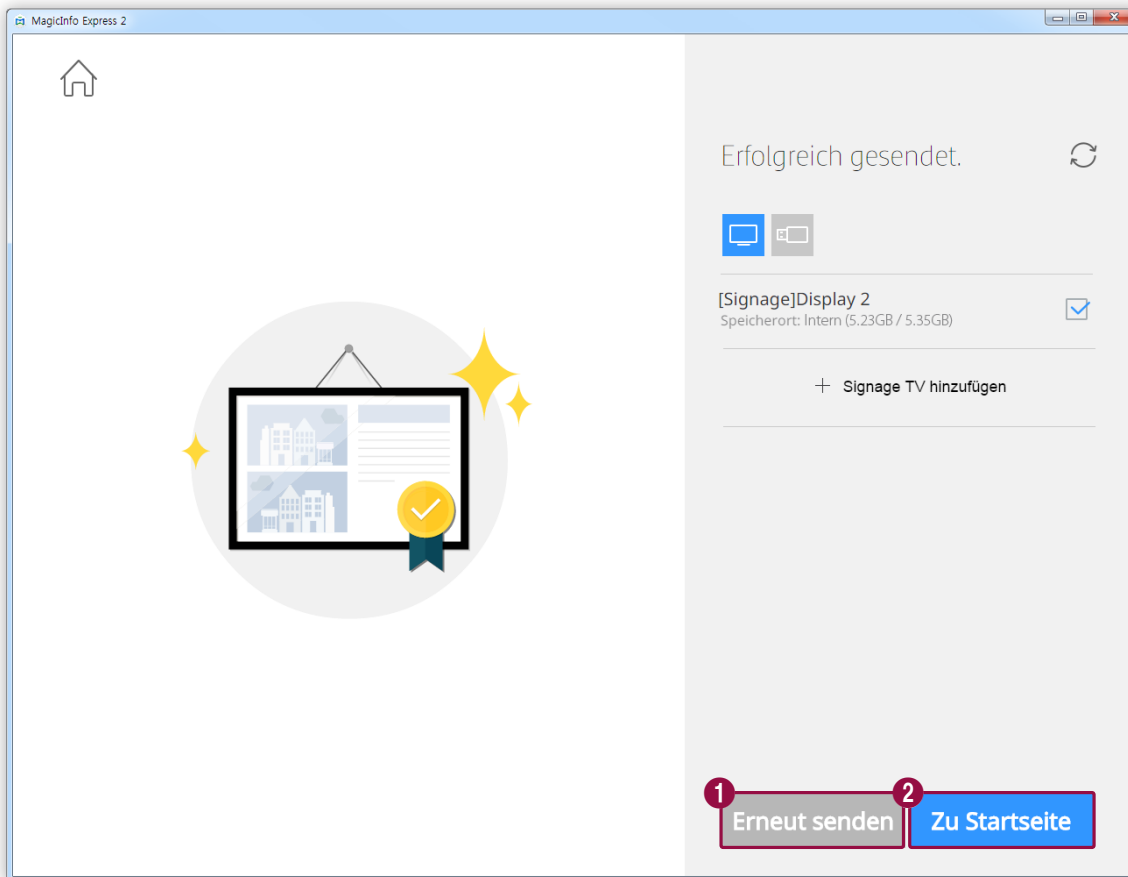 MagicInfo Express 2
Erfolgreich gesendet.
[Signage]Display 2
Speicherort: Intern (5.23GB / 5.35GB)
+ Signage TV hinzufügen
1
2
Erneut senden
Zu Startseite